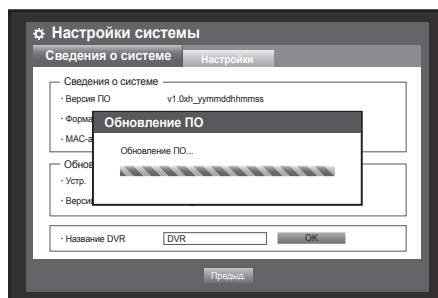 Настройки системы
Сведения о системе
Настройки
Сведения о системе
· Версия ПО v1.0xh_yymmddhhmmss
· Форма
· MAC-а
Обновление ПО
Обновление ПО...
Обнов
· Устр.
· Верси
· Название DVR DVR OK
Предыд.